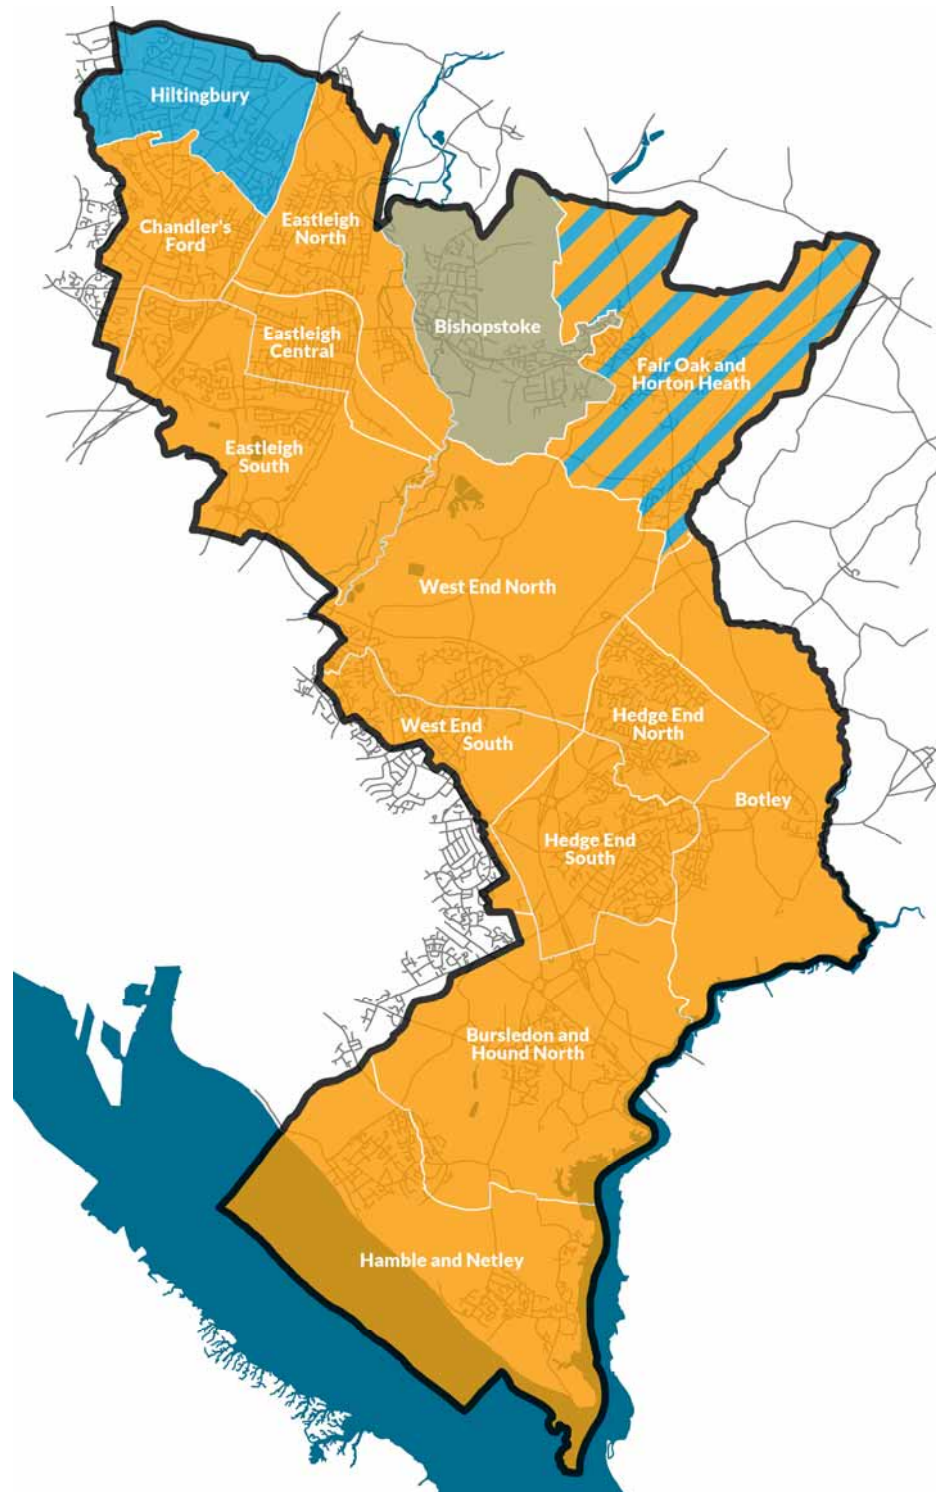 Hiltingbury
Chandler's
Ford
Eastleigh
North
Eastleigh
Central
Bishopstoke
Fair Oak and
Horton Heath
Eastleigh
South
West End North
West End
South
Hedge End
North
Botley
Hedge End
South
Bursledon and
Hound North
Hamble and Netley